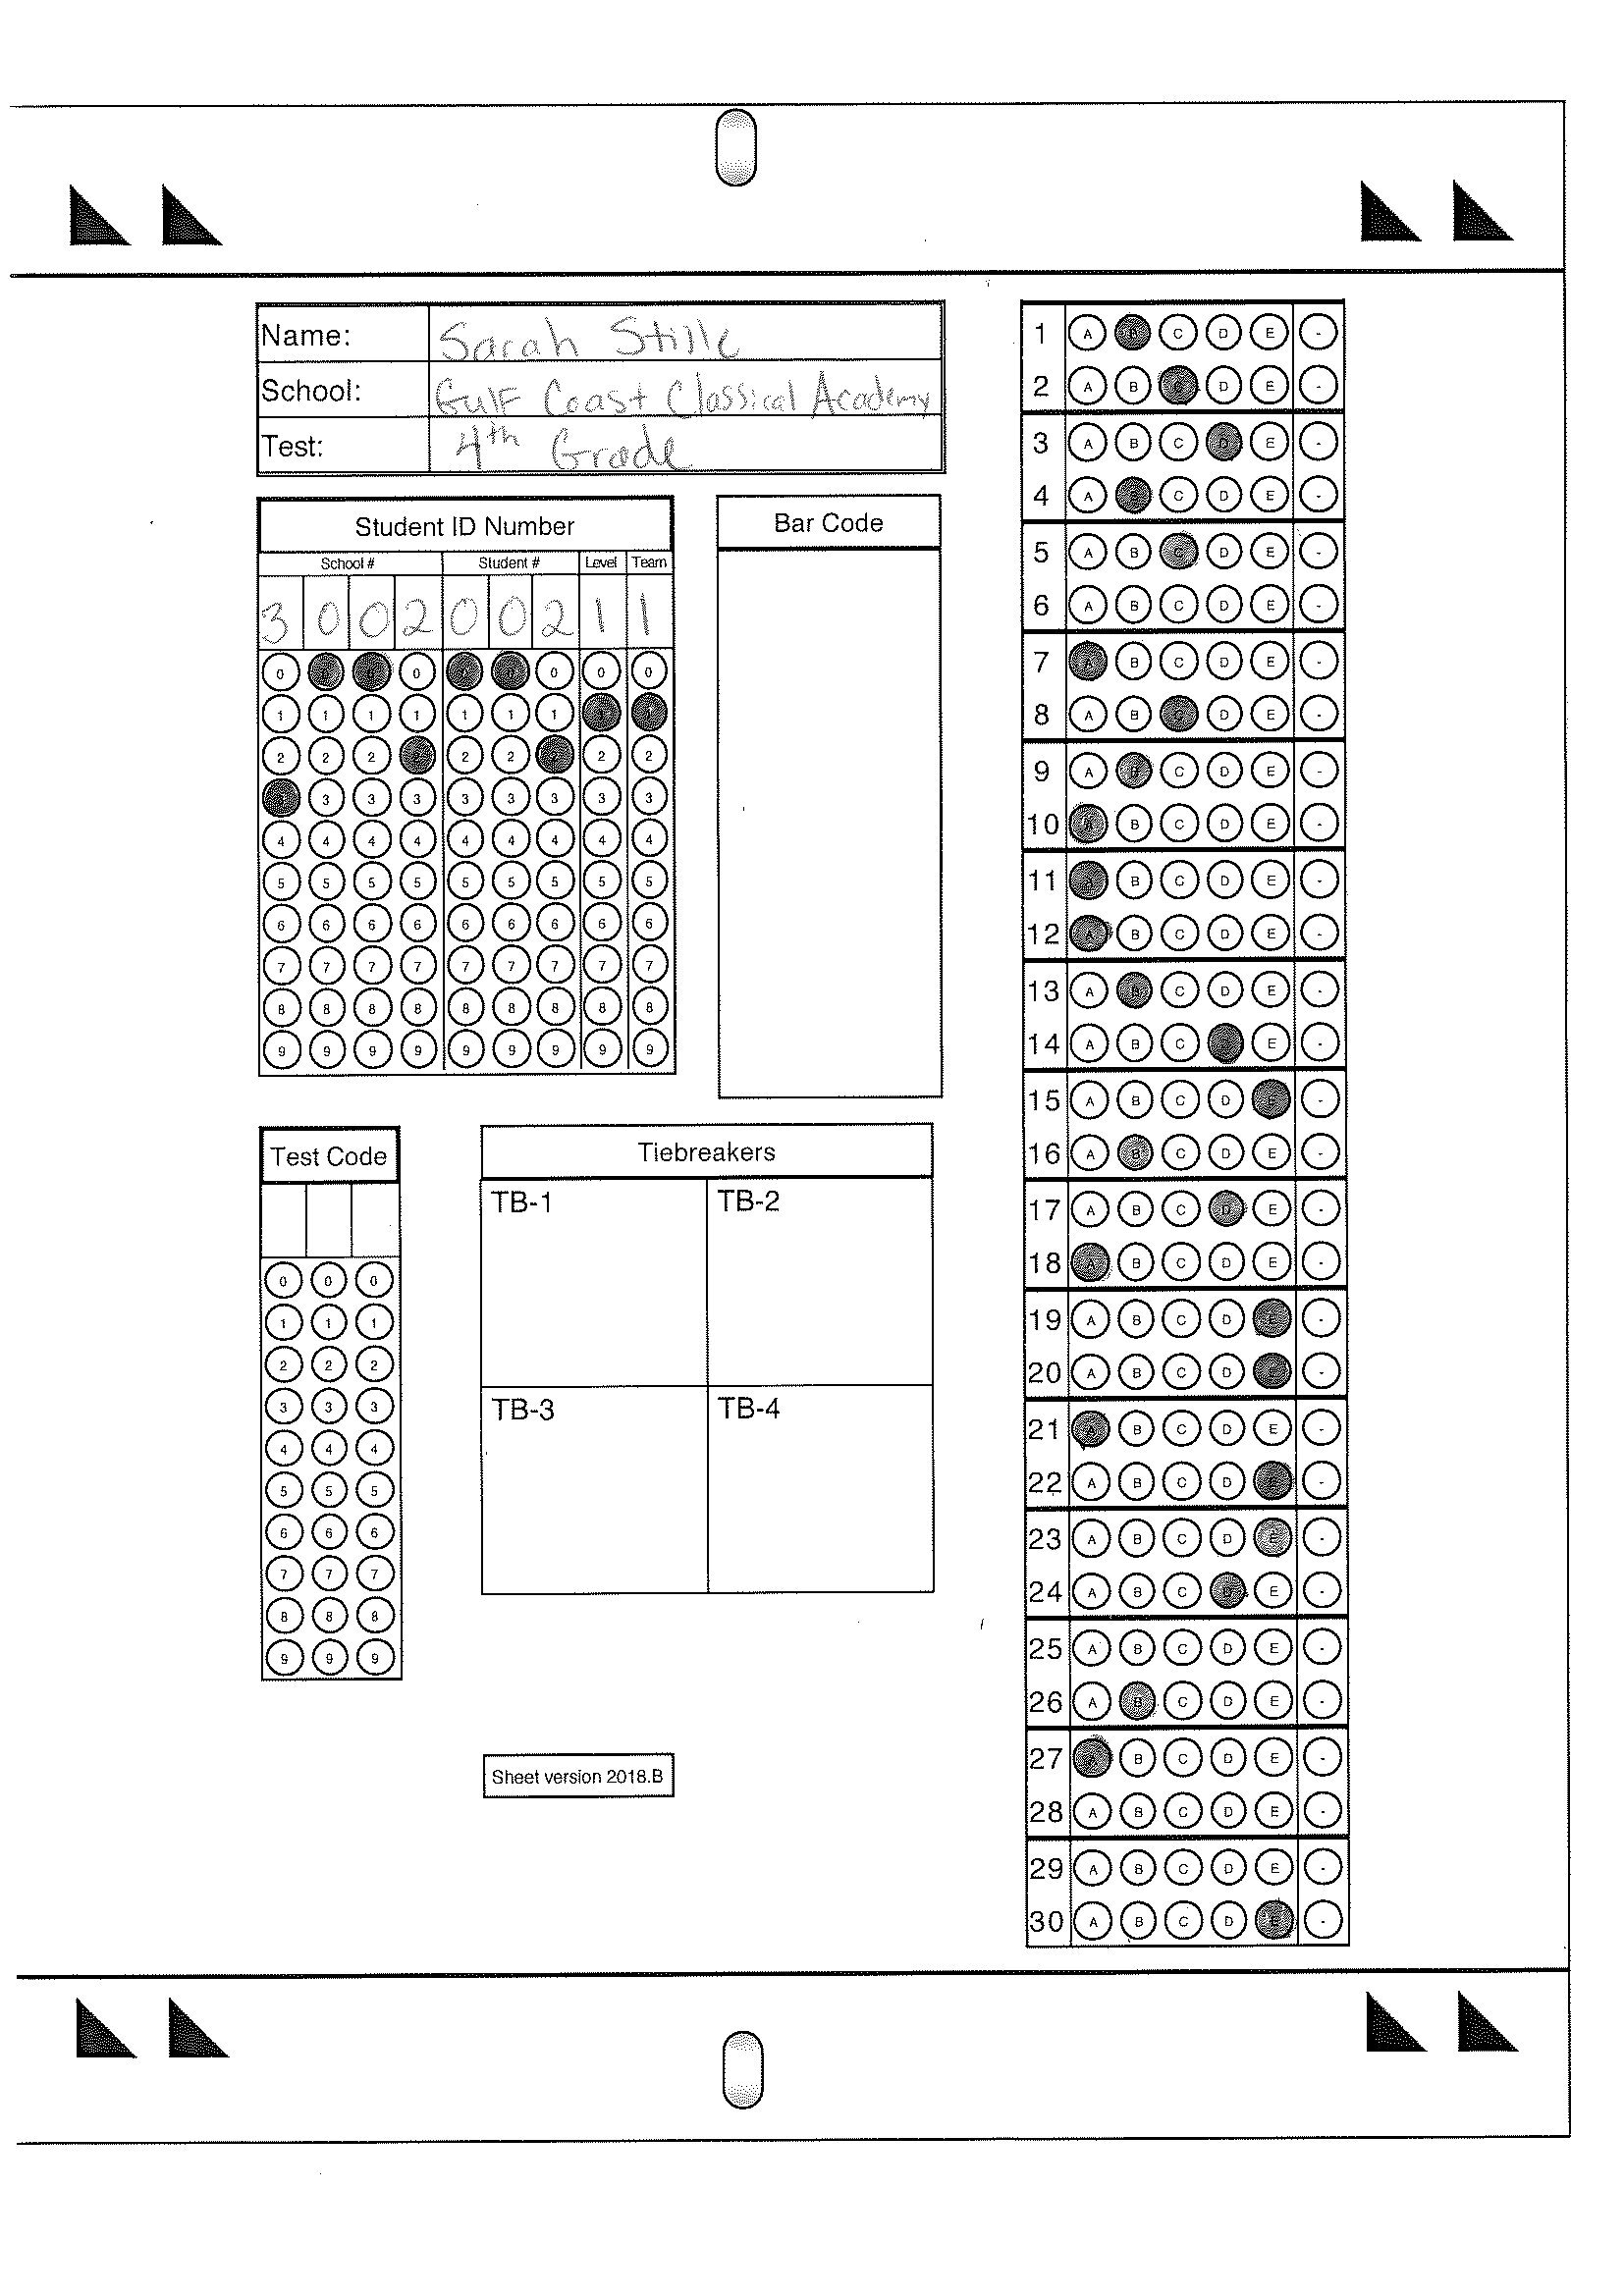 Name: Sarah Stille
School: Gulf Coast Classical Academy
Test: 4th Grade
Student ID Number
School # Student # Level Team
3 0 0 2 0 0 2 1 1
0 0 0 0 0 0 0 0 0
1 1 1 1 1 1 1 1 1
2 2 2 2 2 2 2 2 2
3 3 3 3 3 3 3 3 3
4 4 4 4 4 4 4 4 4
5 5 5 5 5 5 5 5 5
6 6 6 6 6 6 6 6 6
7 7 7 7 7 7 7 7 7
8 8 8 8 8 8 8 8 8
9 9 9 9 9 9 9 9 9
Bar Code
Test Code
0 0 0
1 1 1
2 2 2
3 3 3
4 4 4
5 5 5
6 6 6
7 7 7
8 8 8
9 9 9
Tiebreakers
TB-1 TB-2
TB-3 TB-4
Sheet version 2018.B
1 A B C D E -
2 A B C D E -
3 A B C D E -
4 A B C D E -
5 A B C D E -
6 A B C D E -
7 A B C D E -
8 A B C D E -
9 A B C D E -
10 A B C D E -
11 A B C D E -
12 A B C D E -
13 A B C D E -
14 A B C D E -
15 A B C D E -
16 A B C D E -
17 A B C D E -
18 A B C D E -
19 A B C D E -
20 A B C D E -
21 A B C D E -
22 A B C D E -
23 A B C D E -
24 A B C D E -
25 A B C D E -
26 A B C D E -
27 A B C D E -
28 A B C D E -
29 A B C D E -
30 A B C D E -